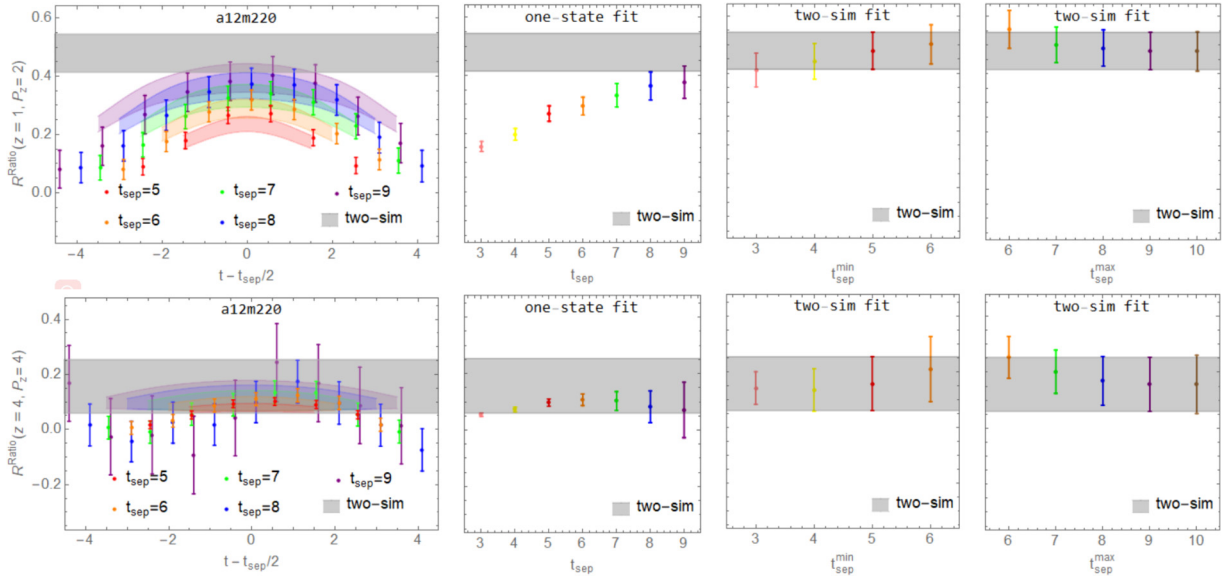 a12m220
one-state fit
two-sim fit
two-sim fit
R^Ratio(z = 1, P_z = 2)
0.6
0.4
0.2
0.0
t_sep=5 t_sep=7 t_sep=9
t_sep=6 t_sep=8 two-sim
two-sim
two-sim
two-sim
-4 -2 0 2 4
3 4 5 6 7 8 9
3 4 5 6
6 7 8 9 10
t - t_sep/2
t_sep
t_sep^min
t_sep^max
a12m220
one-state fit
two-sim fit
two-sim fit
R^Ratio(z = 4, P_z = 4)
0.4
0.2
0.0
-0.2
t_sep=5 t_sep=7 t_sep=9
t_sep=6 t_sep=8 two-sim
two-sim
two-sim
two-sim
-4 -2 0 2 4
3 4 5 6 7 8 9
3 4 5 6
6 7 8 9 10
t - t_sep/2
t_sep
t_sep^min
t_sep^max